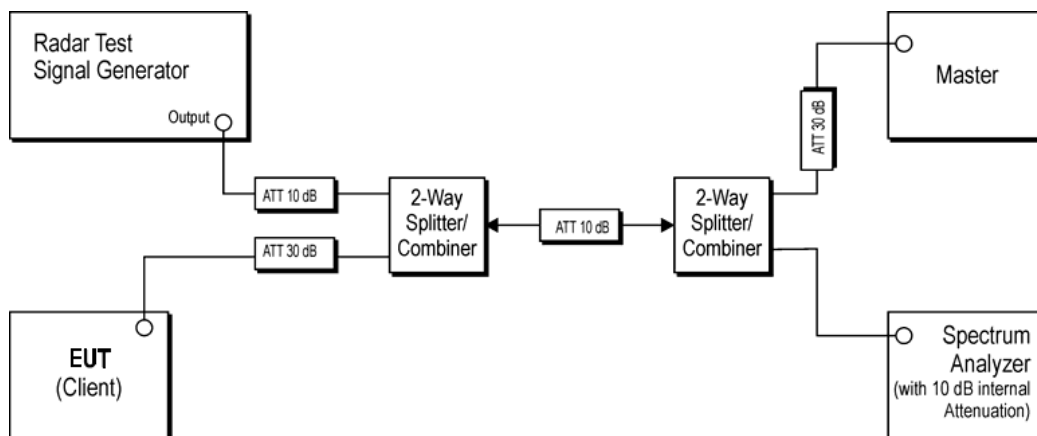 Radar Test
Signal Generator
Output
ATT 10 dB
ATT 30 dB
EUT
(Client)
2-Way
Splitter/
Combiner
ATT 10 dB
2-Way
Splitter/
Combiner
ATT 30 dB
Master
Spectrum
Analyzer
(with 10 dB internal
Attenuation)